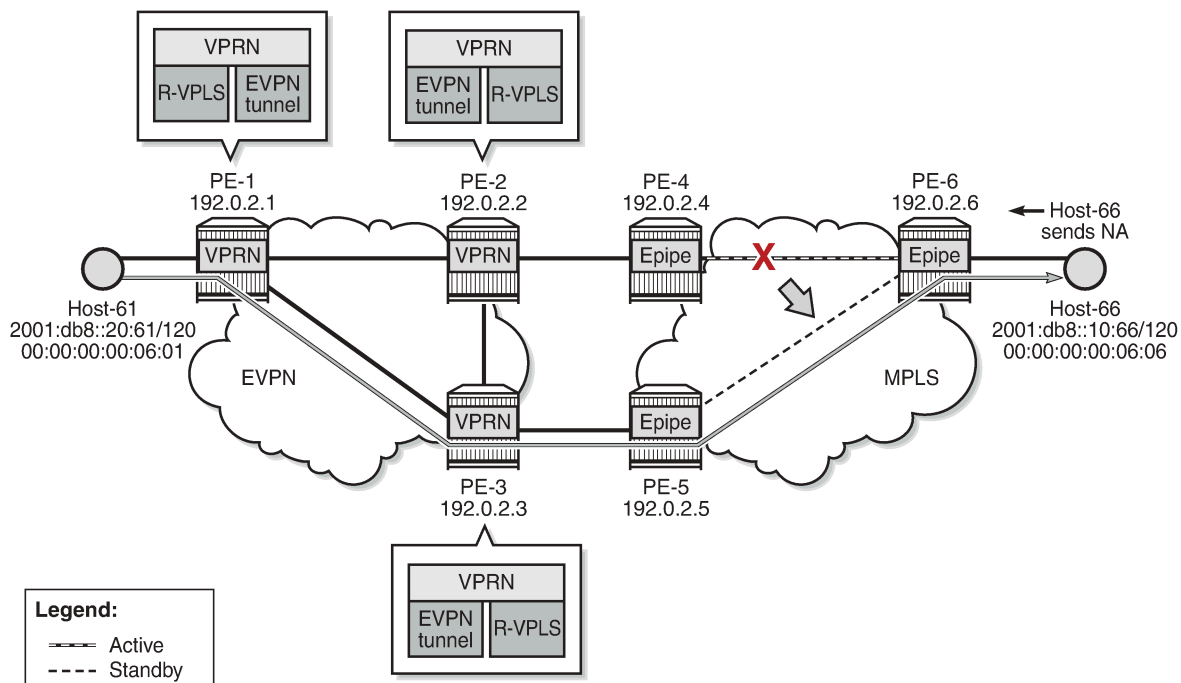 VPRN
R-VPLS
EVPN
tunnel
VPRN
EVPN
tunnel
R-VPLS
PE-1
192.0.2.1
PE-2
192.0.2.2
PE-4
192.0.2.4
PE-6
192.0.2.6
Host-66
sends NA
VPRN
VPRN
Epipe
X
Epipe
Host-61
2001:db8::20:61/120
00:00:00:00:06:01
Host-66
2001:db8::10:66/120
00:00:00:00:06:06
EVPN
MPLS
VPRN
Epipe
PE-3
192.0.2.3
PE-5
192.0.2.5
VPRN
EVPN
tunnel
R-VPLS
Legend:
Active
Standby